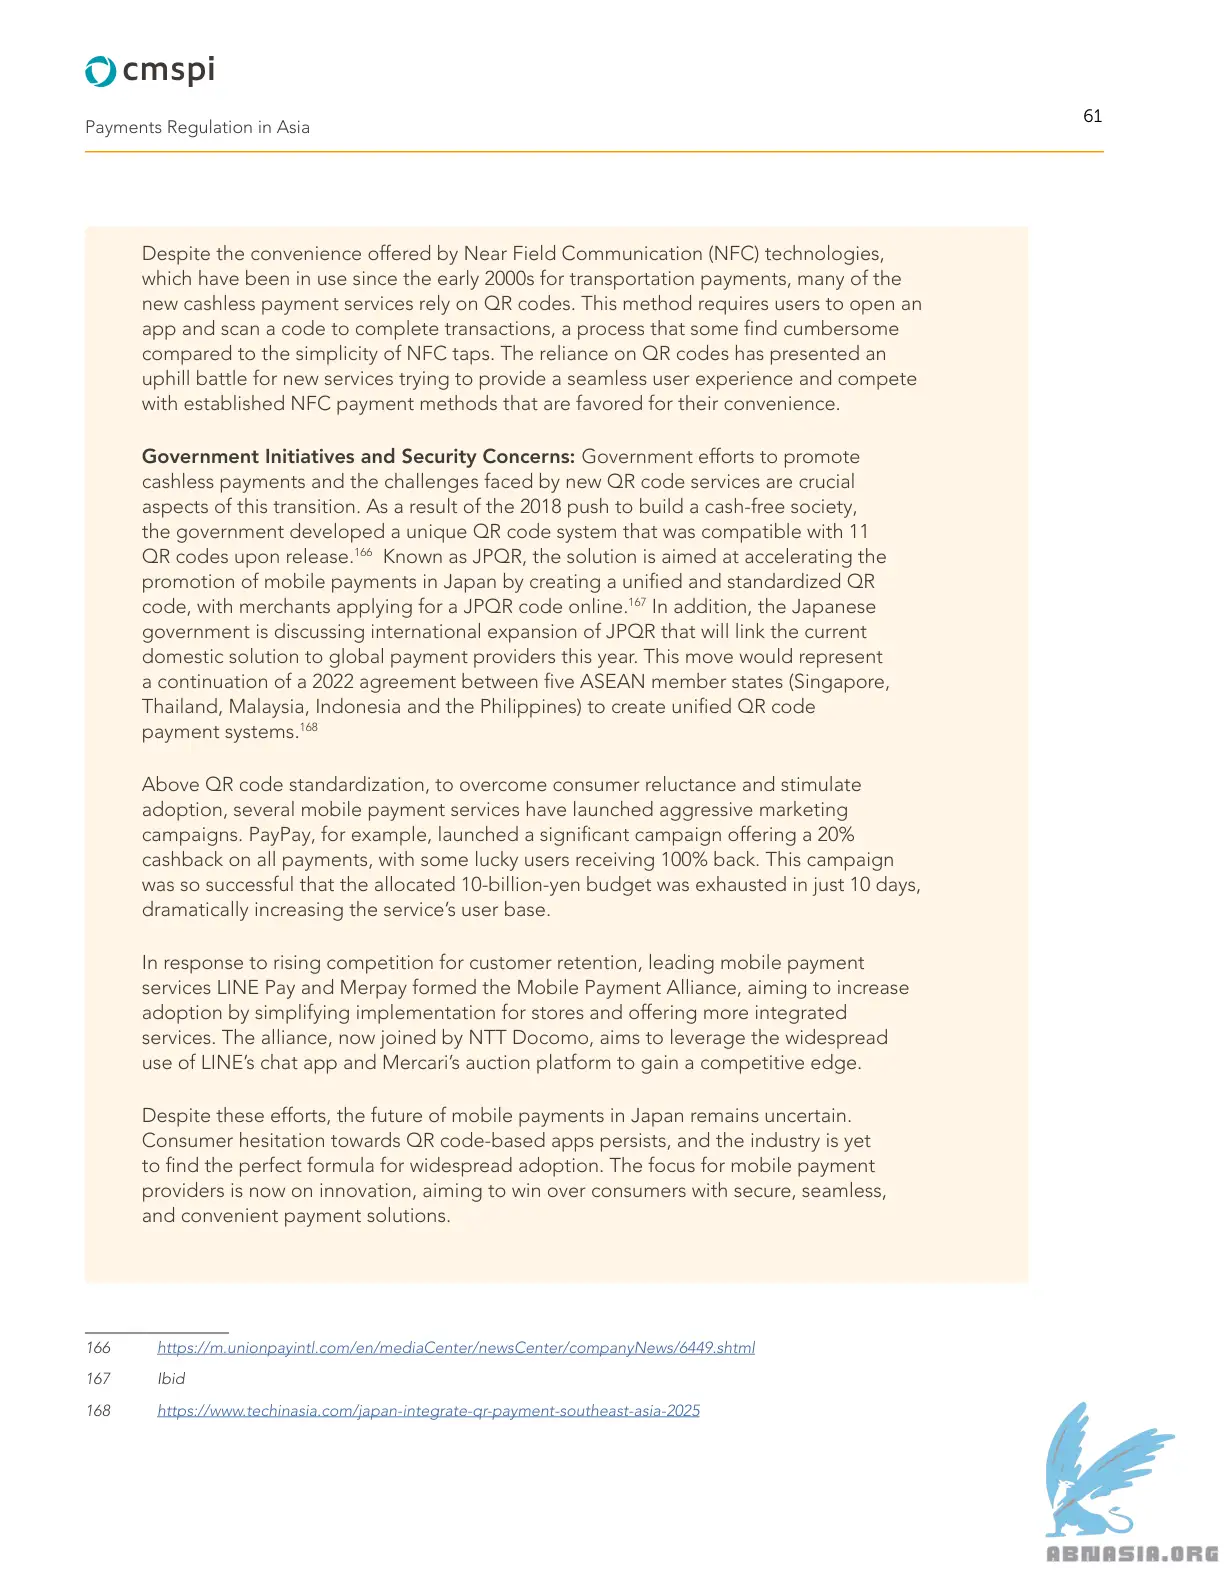 cmspi
Payments Regulation in Asia
61
Despite the convenience offered by Near Field Communication (NFC) technologies,
which have been in use since the early 2000s for transportation payments, many of the
new cashless payment services rely on QR codes. This method requires users to open an
app and scan a code to complete transactions, a process that some find cumbersome
compared to the simplicity of NFC taps. The reliance on QR codes has presented an
uphill battle for new services trying to provide a seamless user experience and compete
with established NFC payment methods that are favored for their convenience.
Government Initiatives and Security Concerns: Government efforts to promote
cashless payments and the challenges faced by new QR code services are crucial
aspects of this transition. As a result of the 2018 push to build a cash-free society,
the government developed a unique QR code system that was compatible with 11
QR codes upon release.166 Known as JPQR, the solution is aimed at accelerating the
promotion of mobile payments in Japan by creating a unified and standardized QR
code, with merchants applying for a JPQR code online.167 In addition, the Japanese
government is discussing international expansion of JPQR that will link the current
domestic solution to global payment providers this year. This move would represent
a continuation of a 2022 agreement between five ASEAN member states (Singapore,
Thailand, Malaysia, Indonesia and the Philippines) to create unified QR code
payment systems.168
Above QR code standardization, to overcome consumer reluctance and stimulate
adoption, several mobile payment services have launched aggressive marketing
campaigns. PayPay, for example, launched a significant campaign offering a 20%
cashback on all payments, with some lucky users receiving 100% back. This campaign
was so successful that the allocated 10-billion-yen budget was exhausted in just 10 days,
dramatically increasing the service’s user base.
In response to rising competition for customer retention, leading mobile payment
services LINE Pay and Merpay formed the Mobile Payment Alliance, aiming to increase
adoption by simplifying implementation for stores and offering more integrated
services. The alliance, now joined by NTT Docomo, aims to leverage the widespread
use of LINE’s chat app and Mercari’s auction platform to gain a competitive edge.
Despite these efforts, the future of mobile payments in Japan remains uncertain.
Consumer hesitation towards QR code-based apps persists, and the industry is yet
to find the perfect formula for widespread adoption. The focus for mobile payment
providers is now on innovation, aiming to win over consumers with secure, seamless,
and convenient payment solutions.
166 https://m.unionpayintl.com/en/mediaCenter/newsCenter/companyNews/6449.shtml
167 Ibid
168 https://www.techinasia.com/japan-integrate-qr-payment-southeast-asia-2025
ABNASIA.ORG